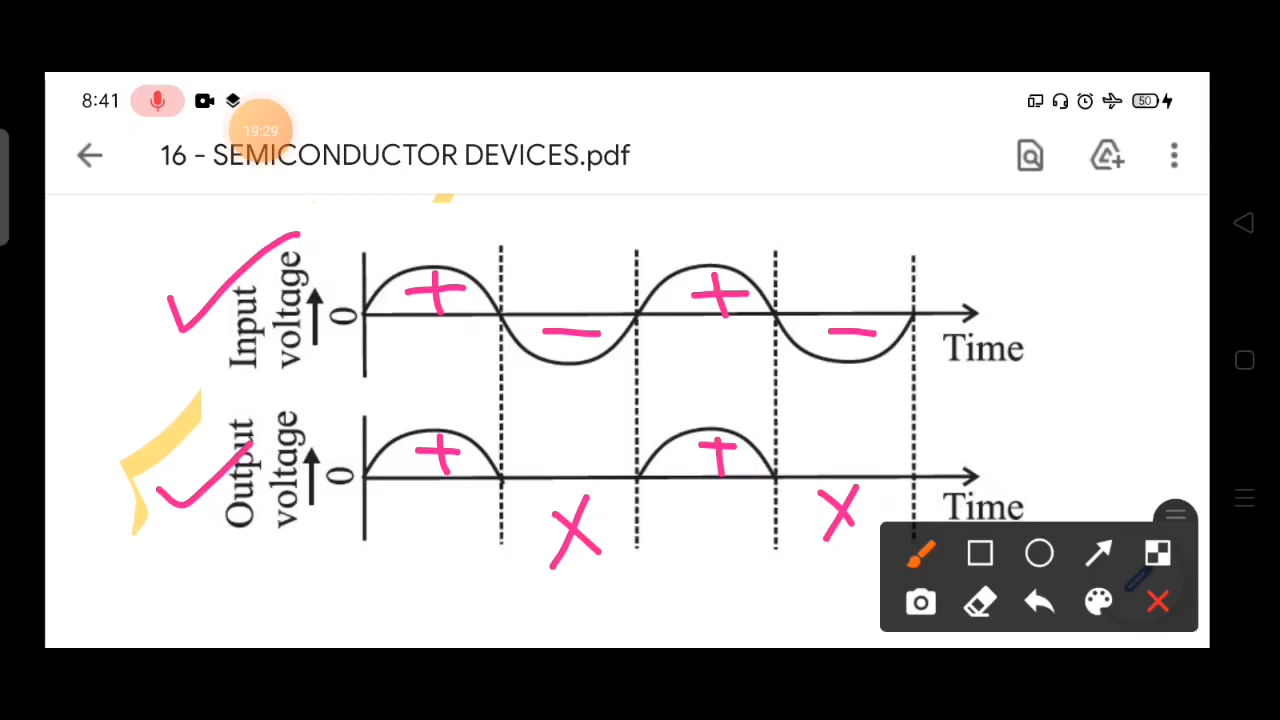 8:41
50
19:29
16 - SEMICONDUCTOR DEVICES.pdf
Input
voltage
0
+
−
+
−
Time
Output
voltage
0
+
X
+
X
Time